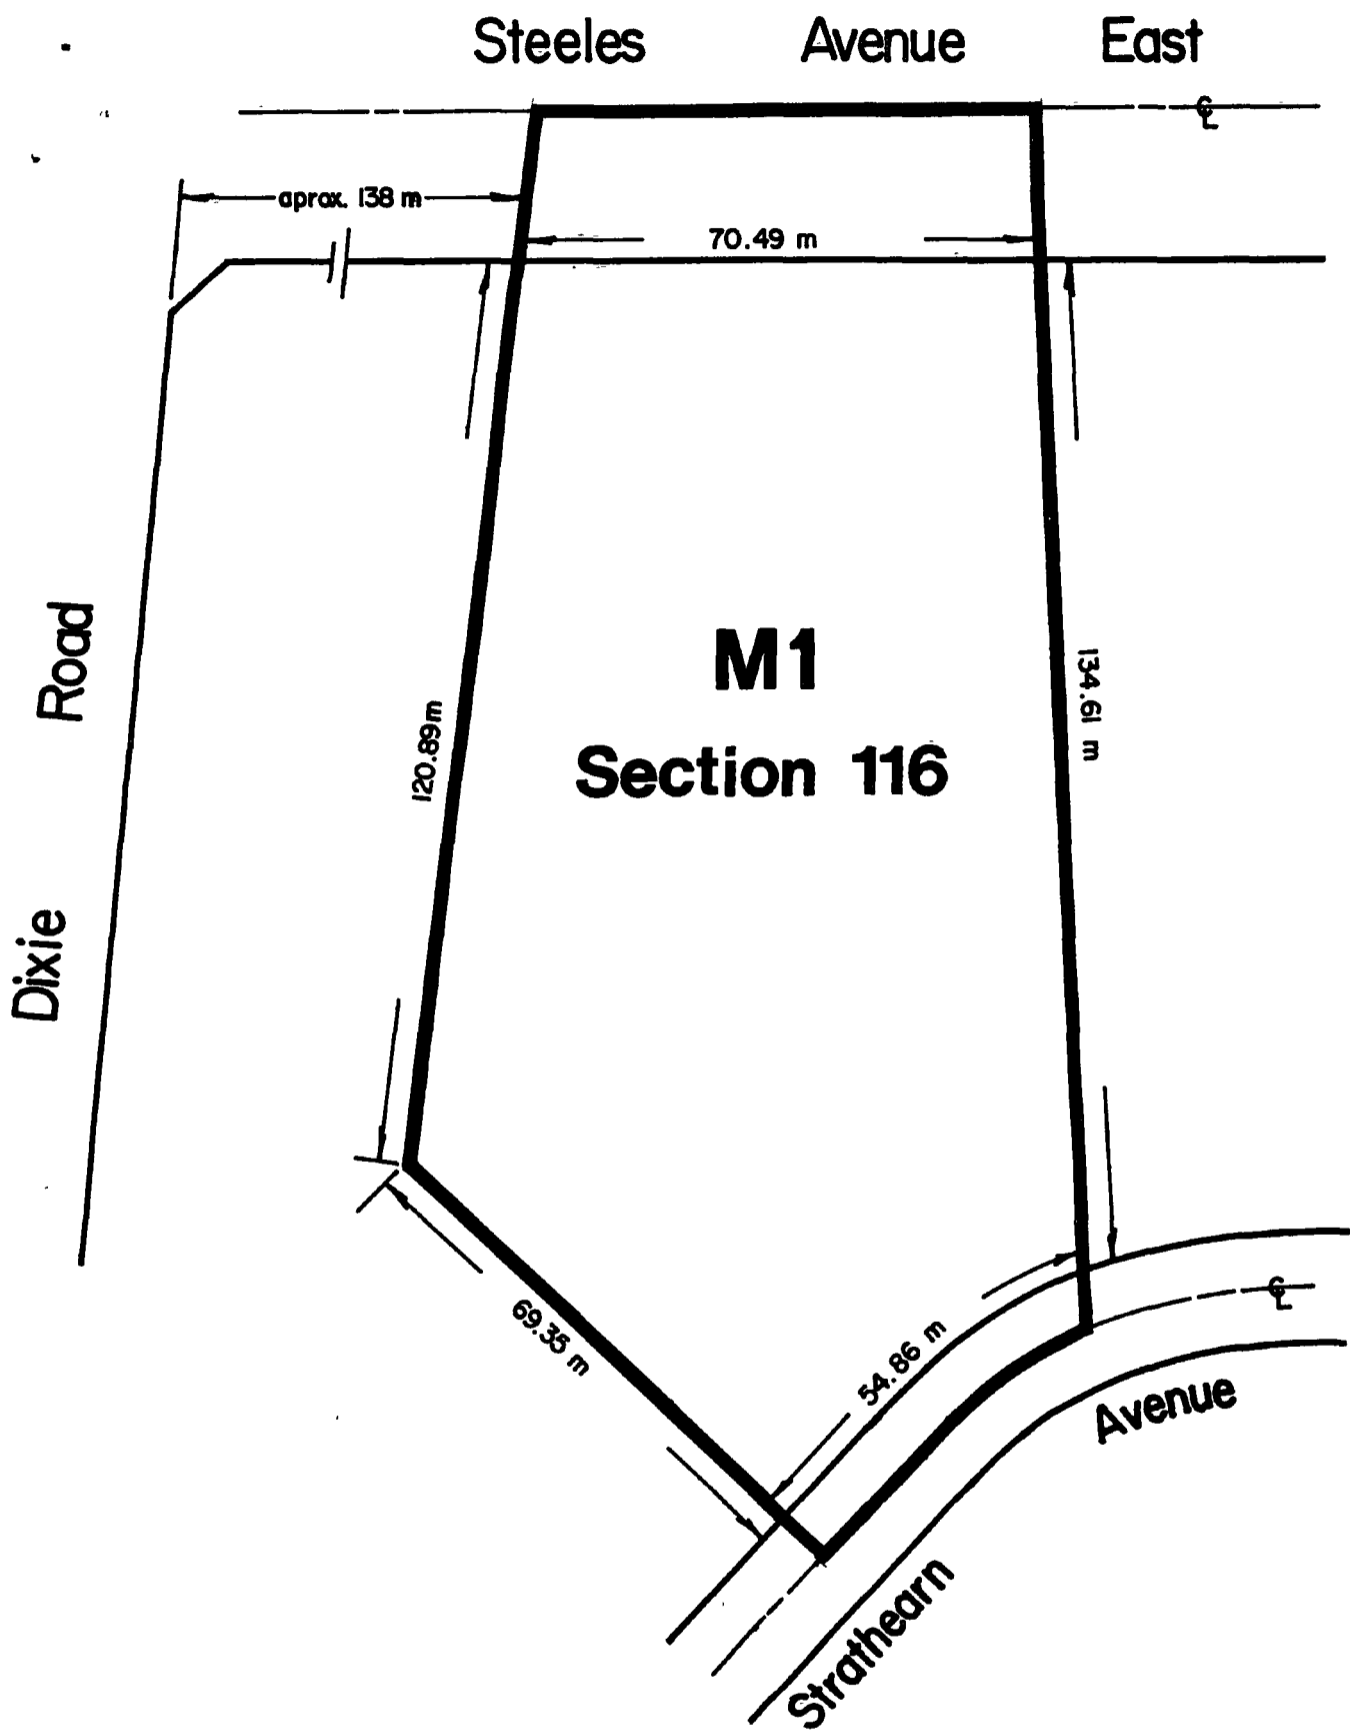 Steeles Avenue East
℄
aprox. 138 m
70.49 m
Dixie Road
120.89m
M1
Section 116
134.61 m
69.35 m
54.86 m
℄
Strathearn Avenue